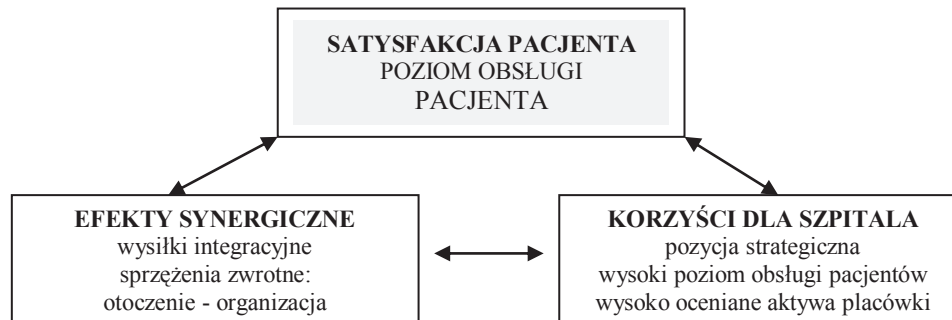 SATYSFAKCJA PACJENTA
POZIOM OBSŁUGI
PACJENTA
EFEKTY SYNERGICZNE
wysiłki integracyjne
sprzężenia zwrotne:
otoczenie - organizacja
KORZYŚCI DLA SZPITALA
pozycja strategiczna
wysoki poziom obsługi pacjentów
wysoko oceniane aktywa placówki